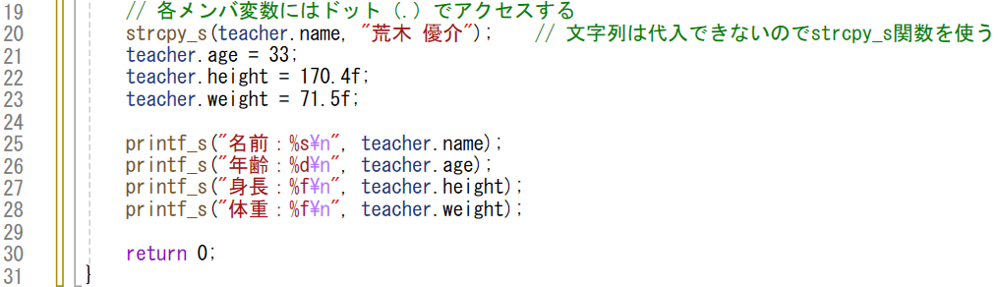 19 // 各メンバ変数にはドット（.）でアクセスする
20 strcpy_s(teacher.name, "荒木 優介"); // 文字列は代入できないのでstrcpy_s関数を使う
21 teacher.age = 33;
22 teacher.height = 170.4f;
23 teacher.weight = 71.5f;
24
25 printf_s("名前：%s¥n", teacher.name);
26 printf_s("年齢：%d¥n", teacher.age);
27 printf_s("身長：%f¥n", teacher.height);
28 printf_s("体重：%f¥n", teacher.weight);
29
30 return 0;
31 }